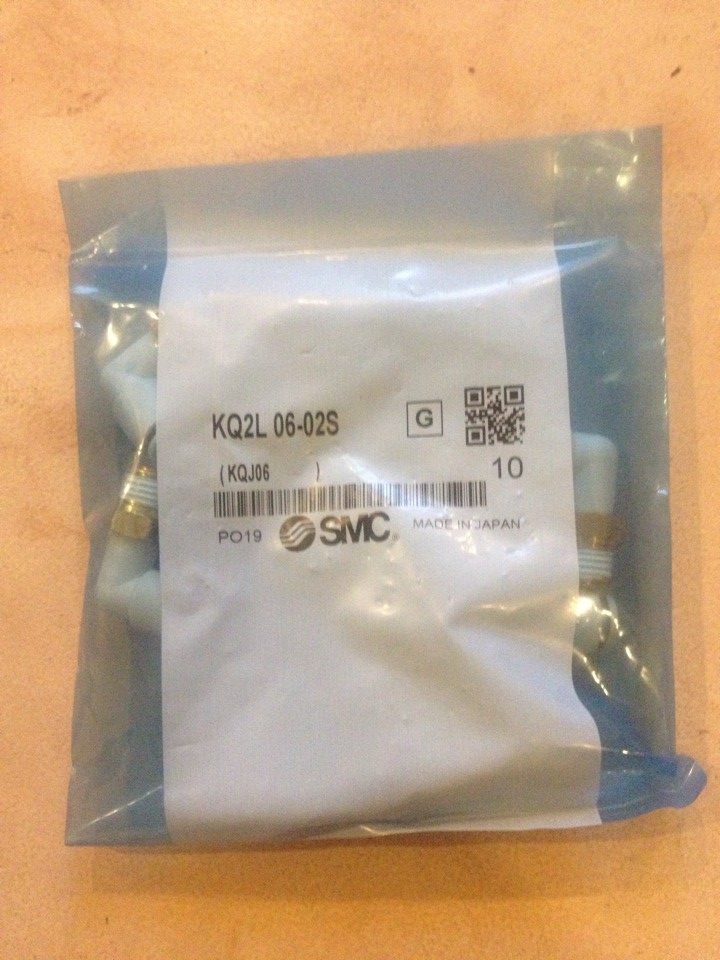 KQ2L 06-02S
G
(KQJ06 )
10
PO19
SMC®
MADE IN JAPAN